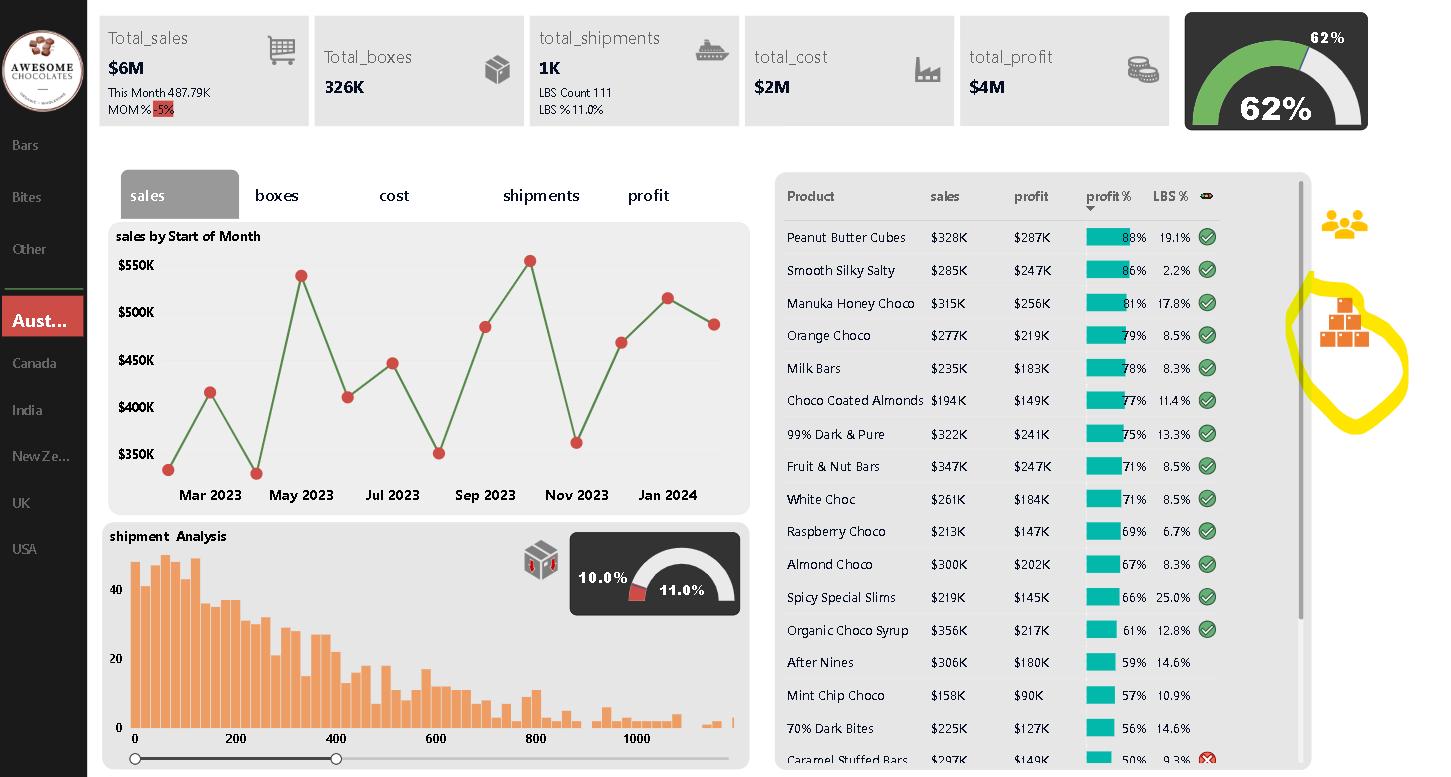 AWESOME
CHOCOLATES
Bars
Bites
Other
Aust...
Canada
India
New Ze...
UK
USA
Total_sales
$6M
This Month 487.79K
MOM % -5%
Total_boxes
326K
total_shipments
1K
LBS Count 111
LBS % 11.0%
total_cost
$2M
total_profit
$4M
62%
62%
sales boxes cost shipments profit
sales by Start of Month
$550K
$500K
$450K
$400K
$350K
Mar 2023 May 2023 Jul 2023 Sep 2023 Nov 2023 Jan 2024
shipment Analysis
10.0%
11.0%
40
20
0
0 200 400 600 800 1000
Product sales profit profit % LBS %
Peanut Butter Cubes $328K $287K 88% 19.1%
Smooth Silky Salty $285K $247K 86% 2.2%
Manuka Honey Choco $315K $256K 81% 17.8%
Orange Choco $277K $219K 79% 8.5%
Milk Bars $235K $183K 78% 8.3%
Choco Coated Almonds $194K $149K 77% 11.4%
99% Dark & Pure $322K $241K 75% 13.3%
Fruit & Nut Bars $347K $247K 71% 8.5%
White Choc $261K $184K 71% 8.5%
Raspberry Choco $213K $147K 69% 6.7%
Almond Choco $300K $202K 67% 8.3%
Spicy Special Slims $219K $145K 66% 25.0%
Organic Choco Syrup $356K $217K 61% 12.8%
After Nines $306K $180K 59% 14.6%
Mint Chip Choco $158K $90K 57% 10.9%
70% Dark Bites $225K $127K 56% 14.6%
Caramel Stuffed Bars $297K $149K 50% 9.3%